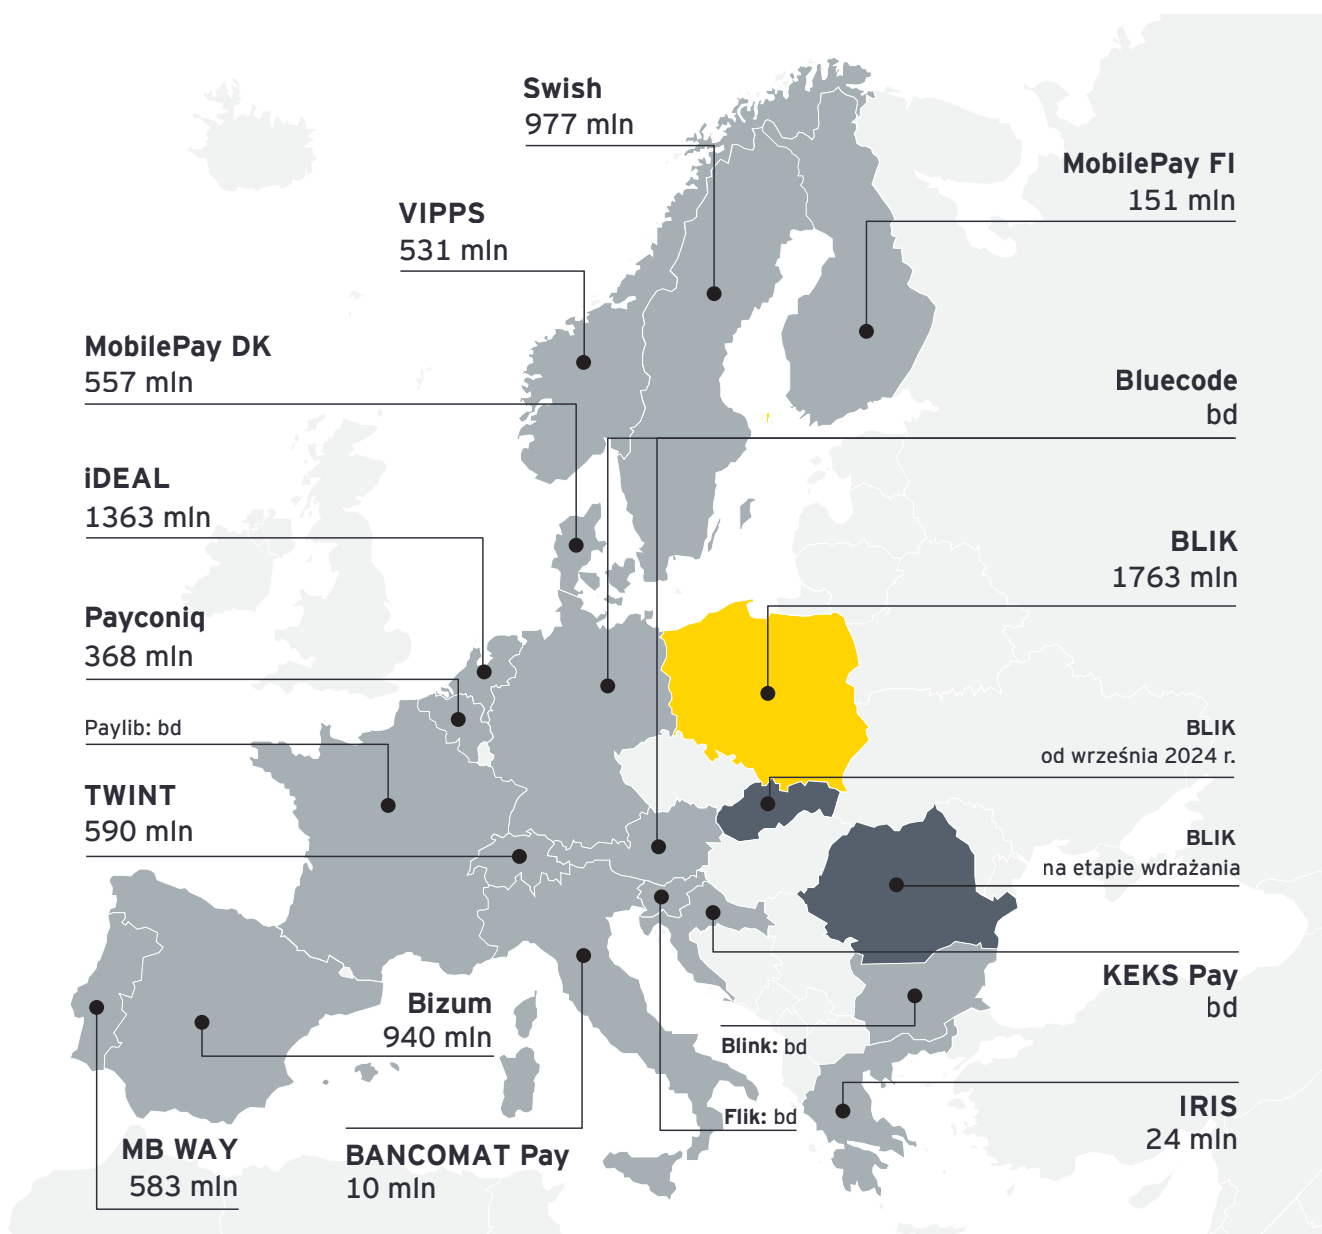 Swish
977 mln
MobilePay FI
151 mln
VIPPS
531 mln
MobilePay DK
557 mln
Bluecode
bd
iDEAL
1363 mln
BLIK
1763 mln
Payconiq
368 mln
Paylib: bd
BLIK
od września 2024 r.
TWINT
590 mln
BLIK
na etapie wdrażania
KEKS Pay
bd
Bizum
940 mln
Blink: bd
IRIS
24 mln
Flik: bd
MB WAY
583 mln
BANCOMAT Pay
10 mln